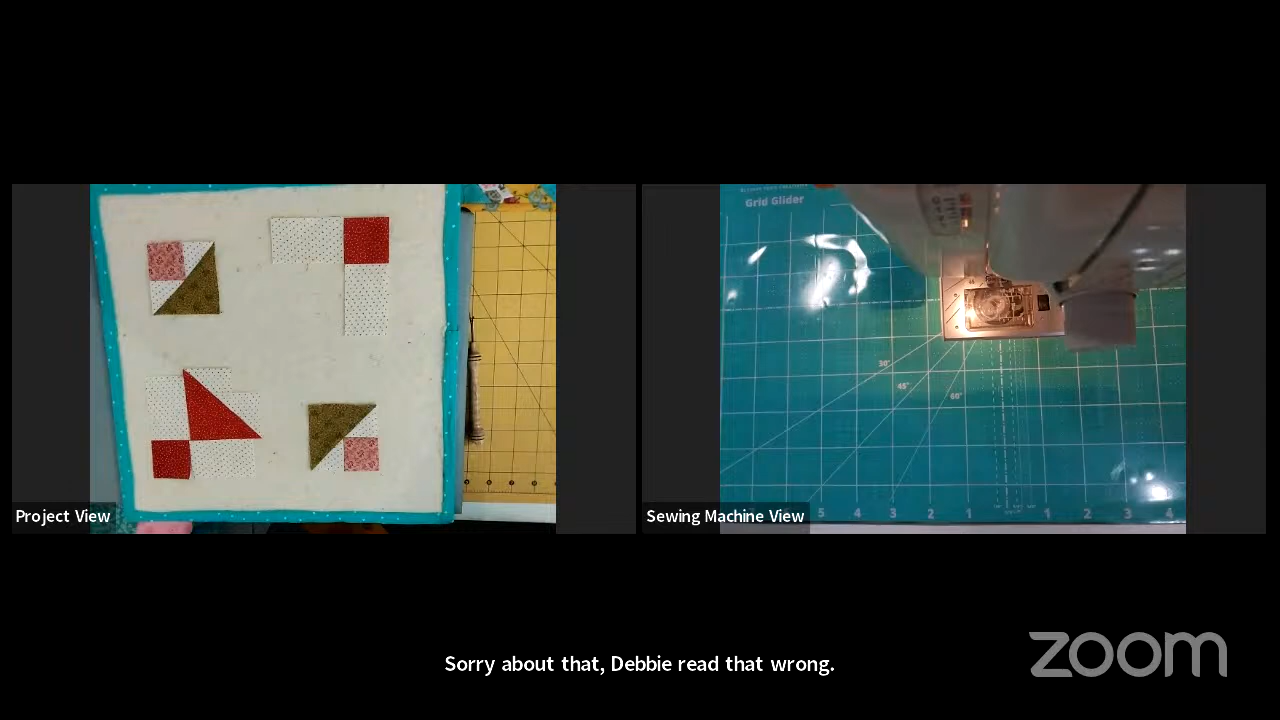 Grid Glider
30°
45°
60°
5 4 3 2 1 1 2 3 4
Project View
Sewing Machine View
Sorry about that, Debbie read that wrong.
zoom